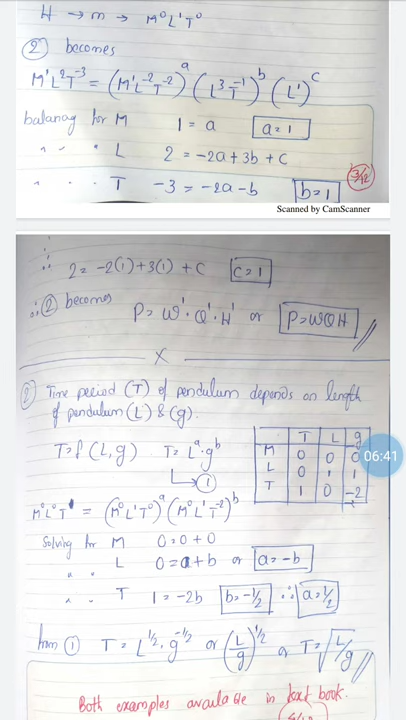 H → m → M⁰L¹T⁰
② becomes
M¹L²T⁻³ = (M¹L⁻²T⁻²)ᵃ (L³T⁻¹)ᵇ (L¹)ᶜ
balanag for M 1 = a a=1
" " " L 2 = -2a+3b+c
" " " T -3 = -2a-b b=1
3/12
Scanned by CamScanner
∴ 2 = -2(1)+3(1)+C C=1
∴② becomes P = W¹·Q¹·H¹ or P=WQH
X
② Time period (T) of pendulum depends on length
of pendulum (L) & (g).
T=f(L,g) T=Lᵃ·gᵇ
①
T L g
M 0 0 0
L 0 1 1
T 1 0 -2
06:41
M⁰L⁰T¹ = (M⁰L¹T⁰)ᵃ (M⁰L¹T⁻²)ᵇ
Solving for M 0=0+0
" " L 0=a+b or a=-b
" " T 1=-2b b=-1/2 ∴ a=1/2
from ① T = L^1/2 · g^-1/2 or (L/g)^1/2 or T=√L/g
Both examples available in text book.